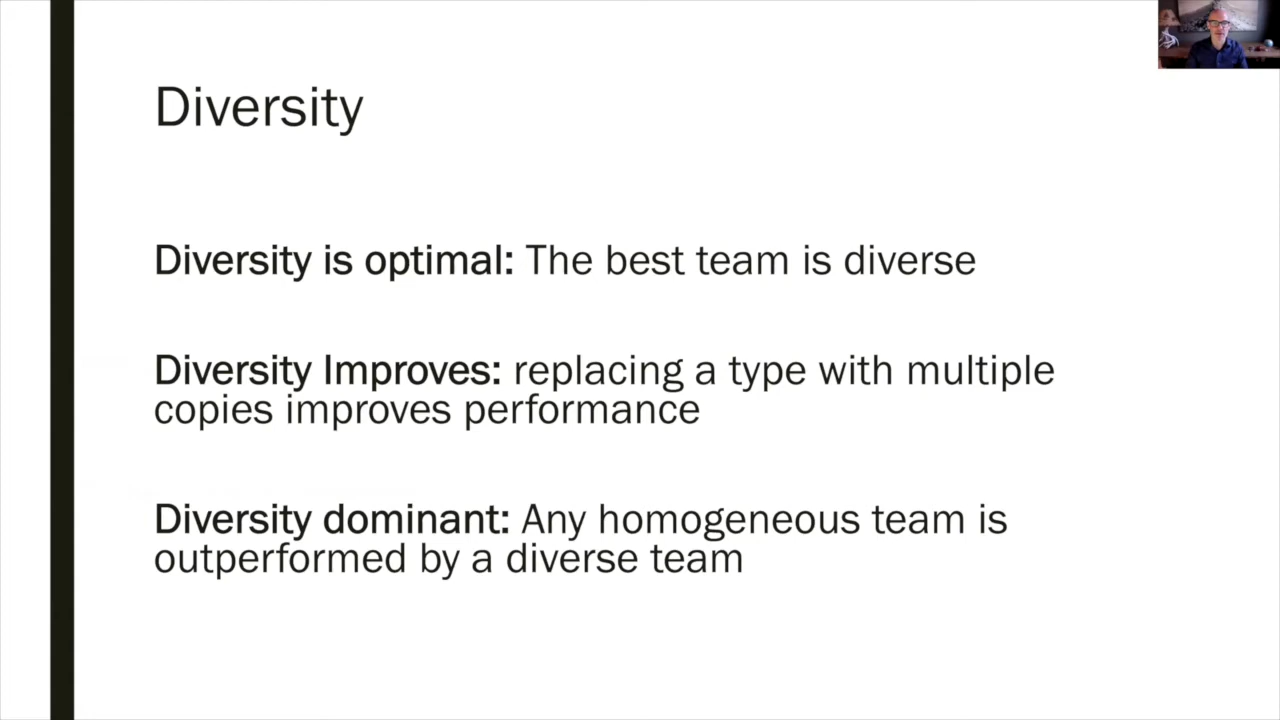 Diversity
Diversity is optimal: The best team is diverse
Diversity Improves: replacing a type with multiple
copies improves performance
Diversity dominant: Any homogeneous team is
outperformed by a diverse team